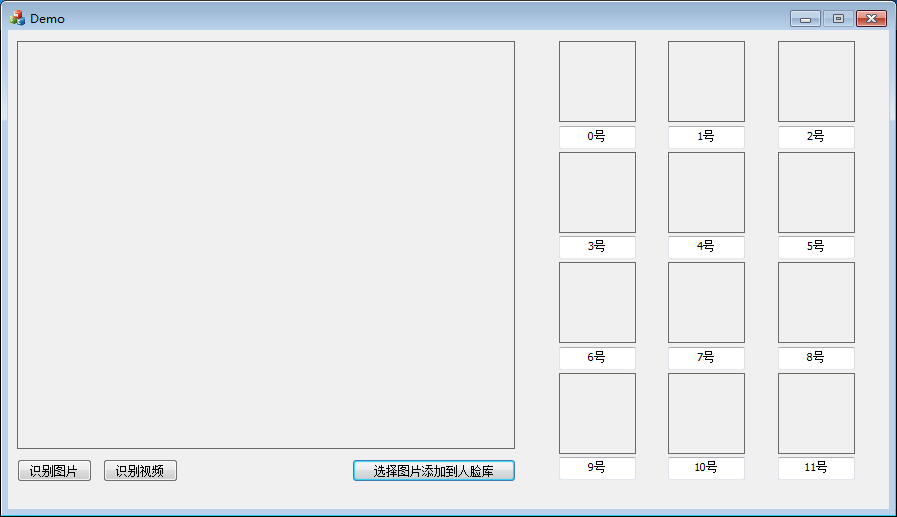 Demo
0号
1号
2号
3号
4号
5号
6号
7号
8号
9号
10号
11号
识别图片
识别视频
选择图片添加到人脸库